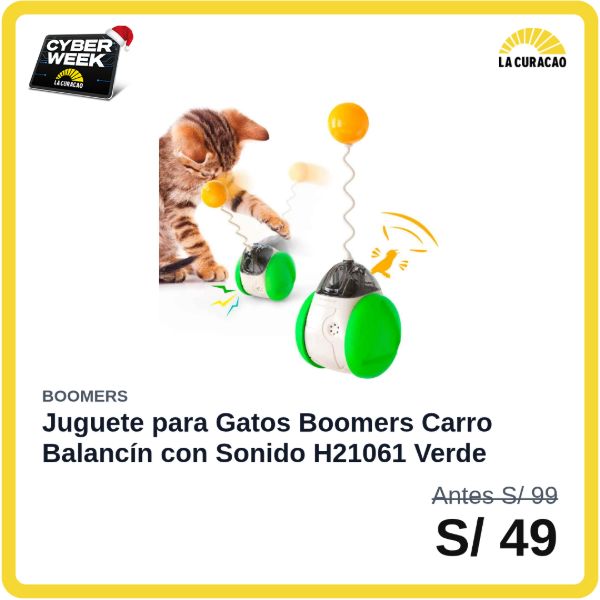 CYBER
WEEK
LA CURACAO
LA CURACAO
BOOMERS
Juguete para Gatos Boomers Carro
Balancín con Sonido H21061 Verde
Antes S/ 99
S/ 49